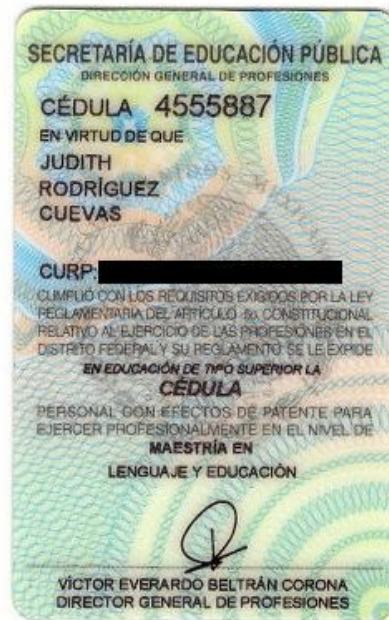 SECRETARÍA DE EDUCACIÓN PÚBLICA
DIRECCIÓN GENERAL DE PROFESIONES
CÉDULA 4555887
EN VIRTUD DE QUE
JUDITH
RODRÍGUEZ
CUEVAS
CURP:
CUMPLIÓ CON LOS REQUISITOS EXIGIDOS POR LA LEY
REGLAMENTARIA DEL ARTÍCULO 5o. CONSTITUCIONAL
RELATIVO AL EJERCICIO DE LAS PROFESIONES EN EL
DISTRITO FEDERAL Y SU REGLAMENTO SE LE EXPIDE
EN EDUCACIÓN DE TIPO SUPERIOR LA
CÉDULA
PERSONAL CON EFECTOS DE PATENTE PARA
EJERCER PROFESIONALMENTE EN EL NIVEL DE
MAESTRÍA EN
LENGUAJE Y EDUCACIÓN
VÍCTOR EVERARDO BELTRÁN CORONA
DIRECTOR GENERAL DE PROFESIONES